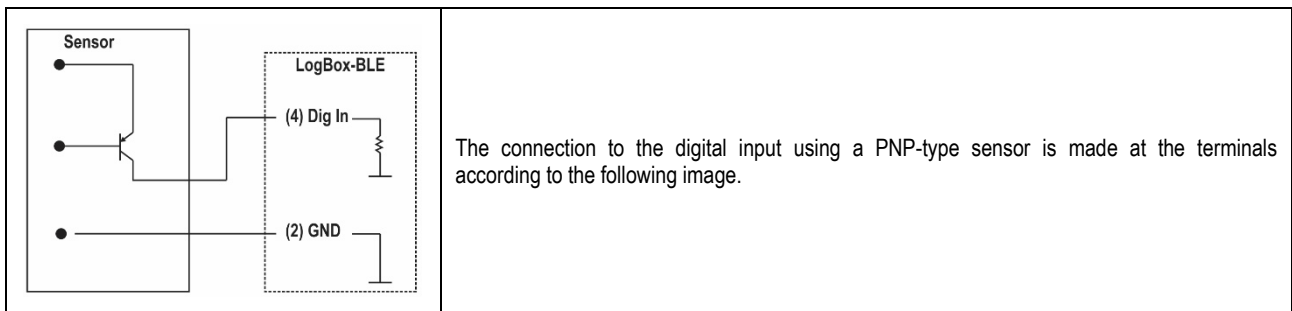 Sensor
LogBox-BLE
(4) Dig In
(2) GND
The connection to the digital input using a PNP-type sensor is made at the terminals
according to the following image.